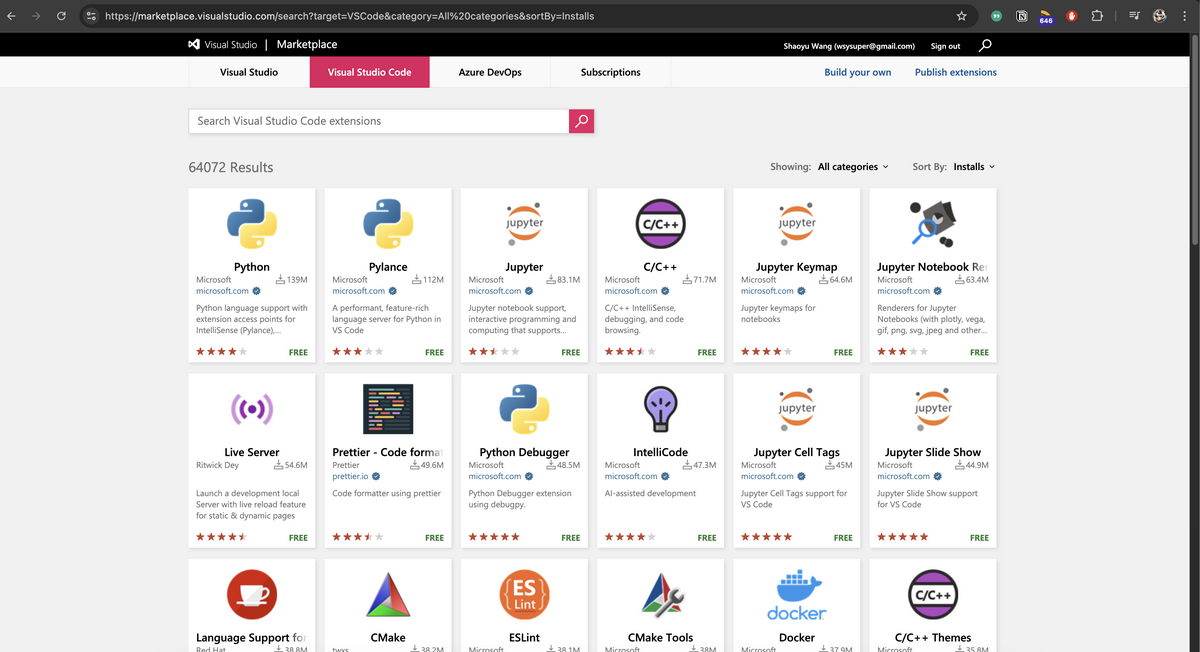 https://marketplace.visualstudio.com/search?target=VSCode&category=All%20categories&sortBy=Installs
646
Visual Studio | Marketplace
Shaoyu Wang (wsysuper@gmail.com) Sign out
Visual Studio Visual Studio Code Azure DevOps Subscriptions Build your own Publish extensions
Search Visual Studio Code extensions
64072 Results
Showing: All categories Sort By: Installs
Python
Microsoft 139M
microsoft.com
Python language support with
extension access points for
IntelliSense (Pylance),...
FREE
Pylance
Microsoft 112M
microsoft.com
A performant, feature-rich
language server for Python in
VS Code
FREE
jupyter
Jupyter
Microsoft 83.1M
microsoft.com
Jupyter notebook support,
interactive programming and
computing that supports...
FREE
C/C++
C/C++
Microsoft 71.7M
microsoft.com
C/C++ IntelliSense,
debugging, and code
browsing.
FREE
jupyter
Jupyter Keymap
Microsoft 64.6M
microsoft.com
Jupyter keymaps for
notebooks
FREE
Jupyter Notebook Ren
Microsoft 63.4M
microsoft.com
Renderers for Jupyter
Notebooks (with plotly, vega,
gif, png, svg, jpeg and other...
FREE
Live Server
Ritwick Dey 54.6M
Launch a development local
Server with live reload feature
for static & dynamic pages
FREE
Prettier - Code format
Prettier 49.6M
prettier.io
Code formatter using prettier
FREE
Python Debugger
Microsoft 48.5M
microsoft.com
Python Debugger extension
using debugpy.
FREE
IntelliCode
Microsoft 47.3M
microsoft.com
AI-assisted development
FREE
jupyter
Jupyter Cell Tags
Microsoft 45M
microsoft.com
Jupyter Cell Tags support for
VS Code
FREE
jupyter
Jupyter Slide Show
Microsoft 44.9M
microsoft.com
Jupyter Slide Show support
for VS Code
FREE
Language Support for
Red Hat 38.8M
CMake
twxs 38.2M
ES
Lint
ESLint
Microsoft 38.1M
CMake Tools
Microsoft 38M
docker
Docker
Microsoft 37.9M
C/C++
C/C++ Themes
Microsoft 35.8M